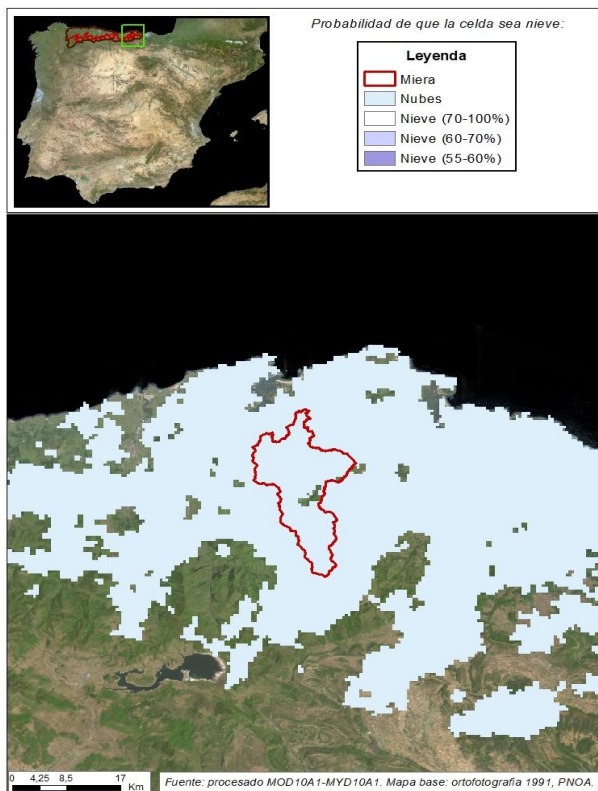 Probabilidad de que la celda sea nieve:
Leyenda
Miera
Nubes
Nieve (70-100%)
Nieve (60-70%)
Nieve (55-60%)
0 4,25 8,5 17
Km
Fuente: procesado MOD10A1-MYD10A1. Mapa base: ortofotografia 1991, PNOA.